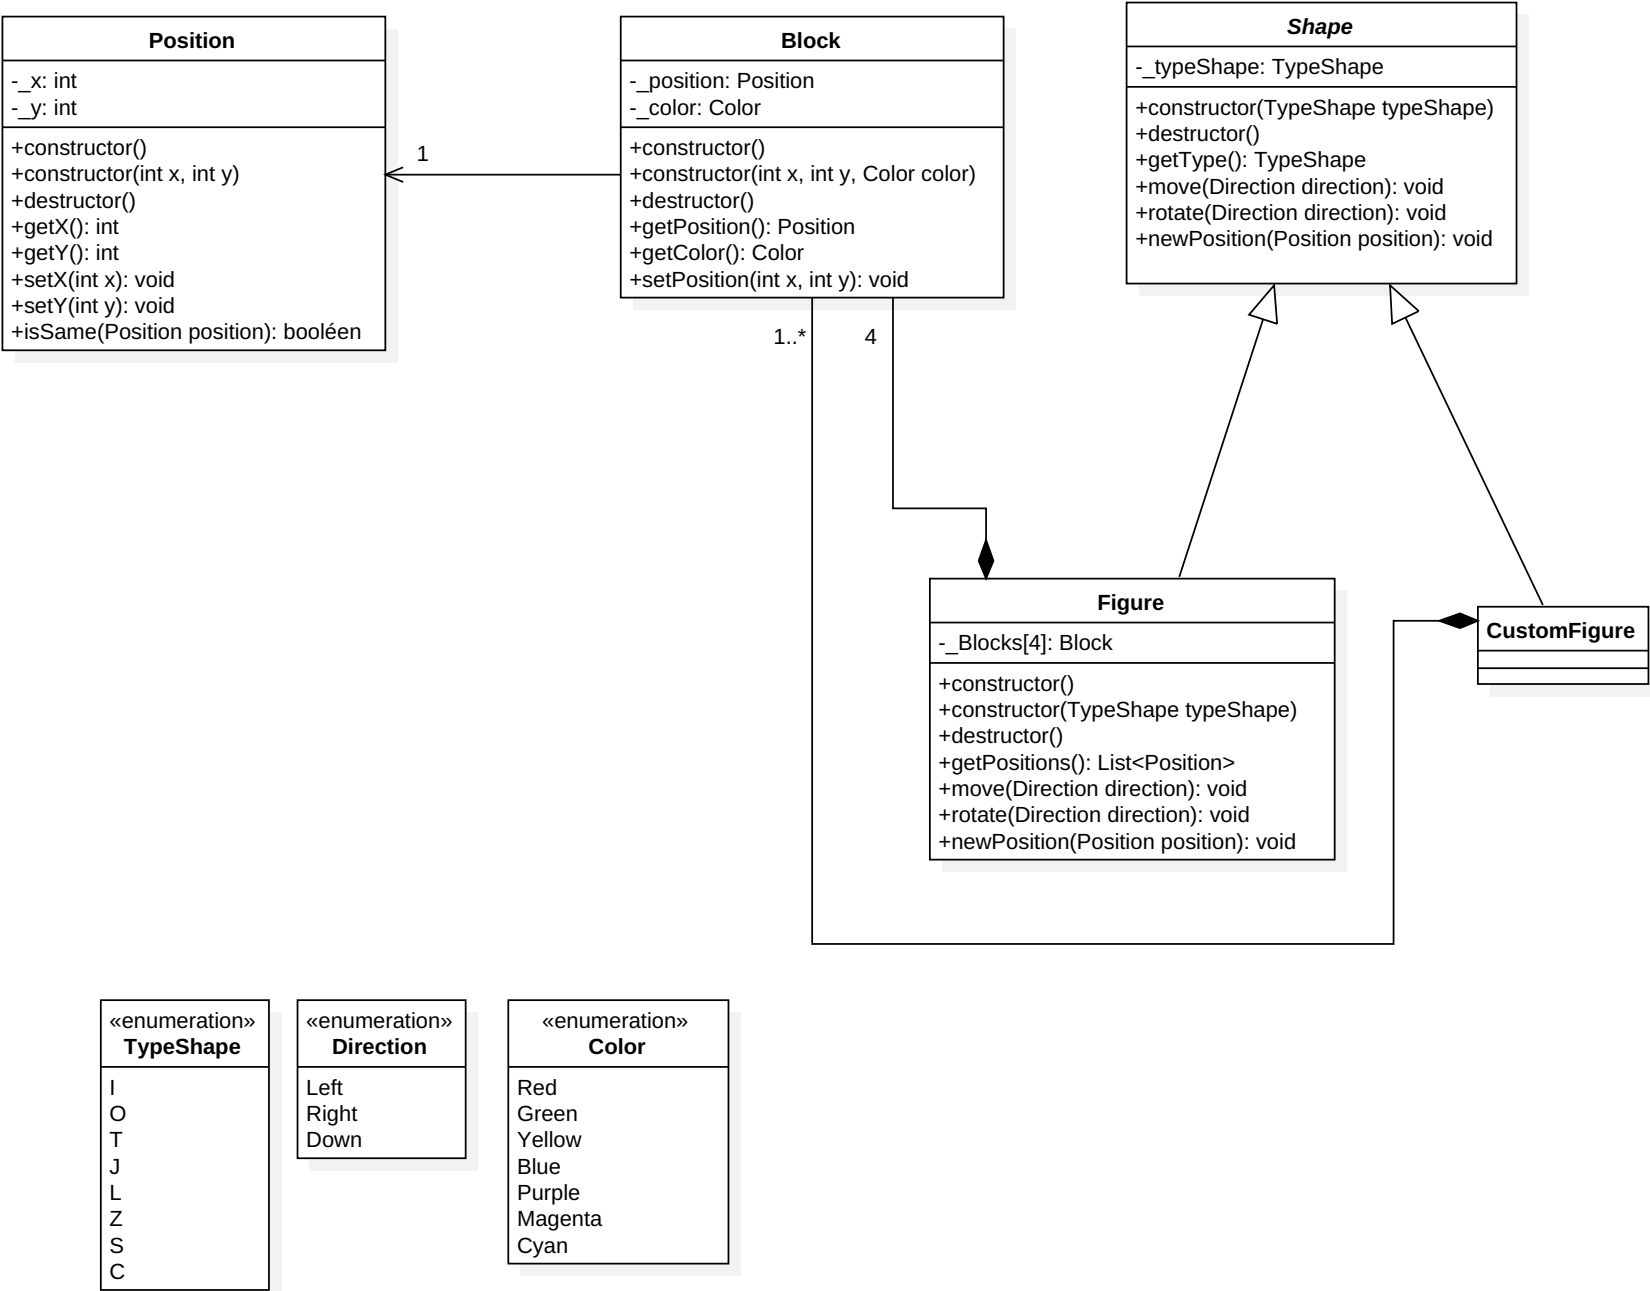 Position
-_x: int
-_y: int
+constructor()
+constructor(int x, int y)
+destructor()
+getX(): int
+getY(): int
+setX(int x): void
+setY(int y): void
+isSame(Position position): booléen
1
Block
-_position: Position
-_color: Color
+constructor()
+constructor(int x, int y, Color color)
+destructor()
+getPosition(): Position
+getColor(): Color
+setPosition(int x, int y): void
1..*
4
Shape
-_typeShape: TypeShape
+constructor(TypeShape typeShape)
+destructor()
+getType(): TypeShape
+move(Direction direction): void
+rotate(Direction direction): void
+newPosition(Position position): void
Figure
-_Blocks[4]: Block
+constructor()
+constructor(TypeShape typeShape)
+destructor()
+getPositions(): List<Position>
+move(Direction direction): void
+rotate(Direction direction): void
+newPosition(Position position): void
CustomFigure
«enumeration»
TypeShape
I
O
T
J
L
Z
S
C
«enumeration»
Direction
Left
Right
Down
«enumeration»
Color
Red
Green
Yellow
Blue
Purple
Magenta
Cyan